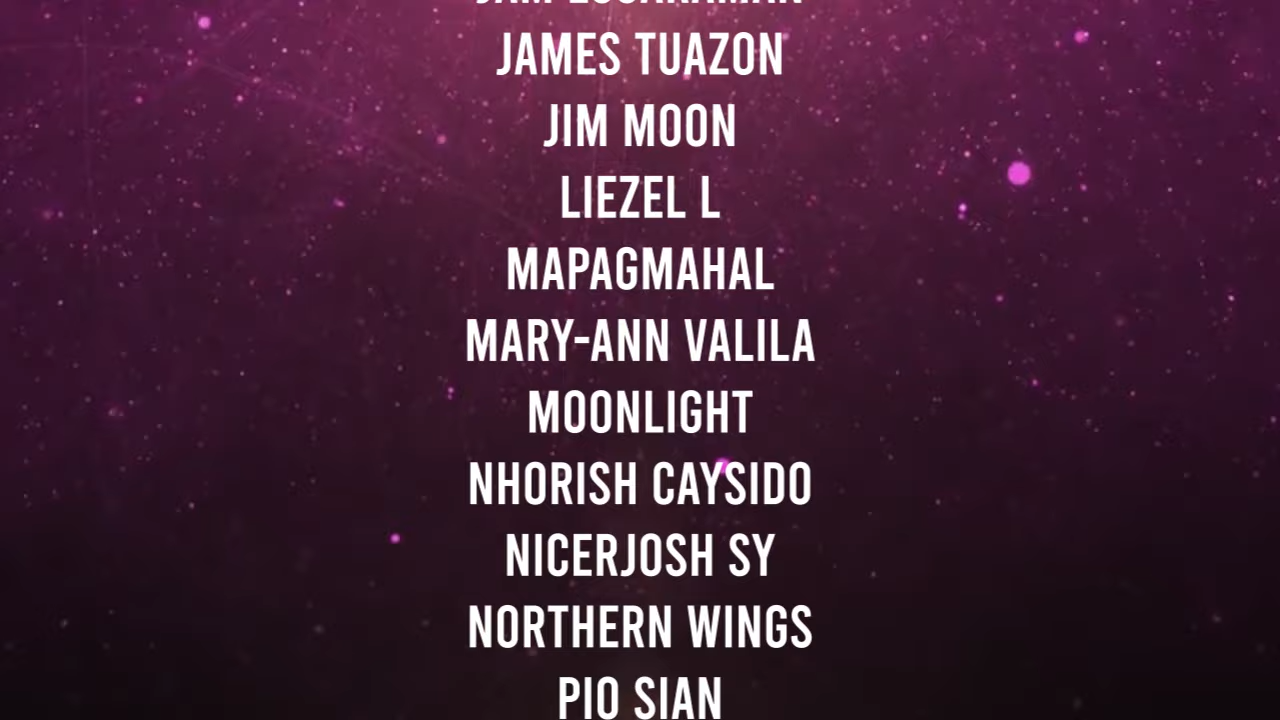 JAMES TUAZON
JIM MOON
LIEZEL L
MAPAGMAHAL
MARY-ANN VALILA
MOONLIGHT
NHORISH CAYSIDO
NICERJOSH SY
NORTHERN WINGS
PIO SIAN